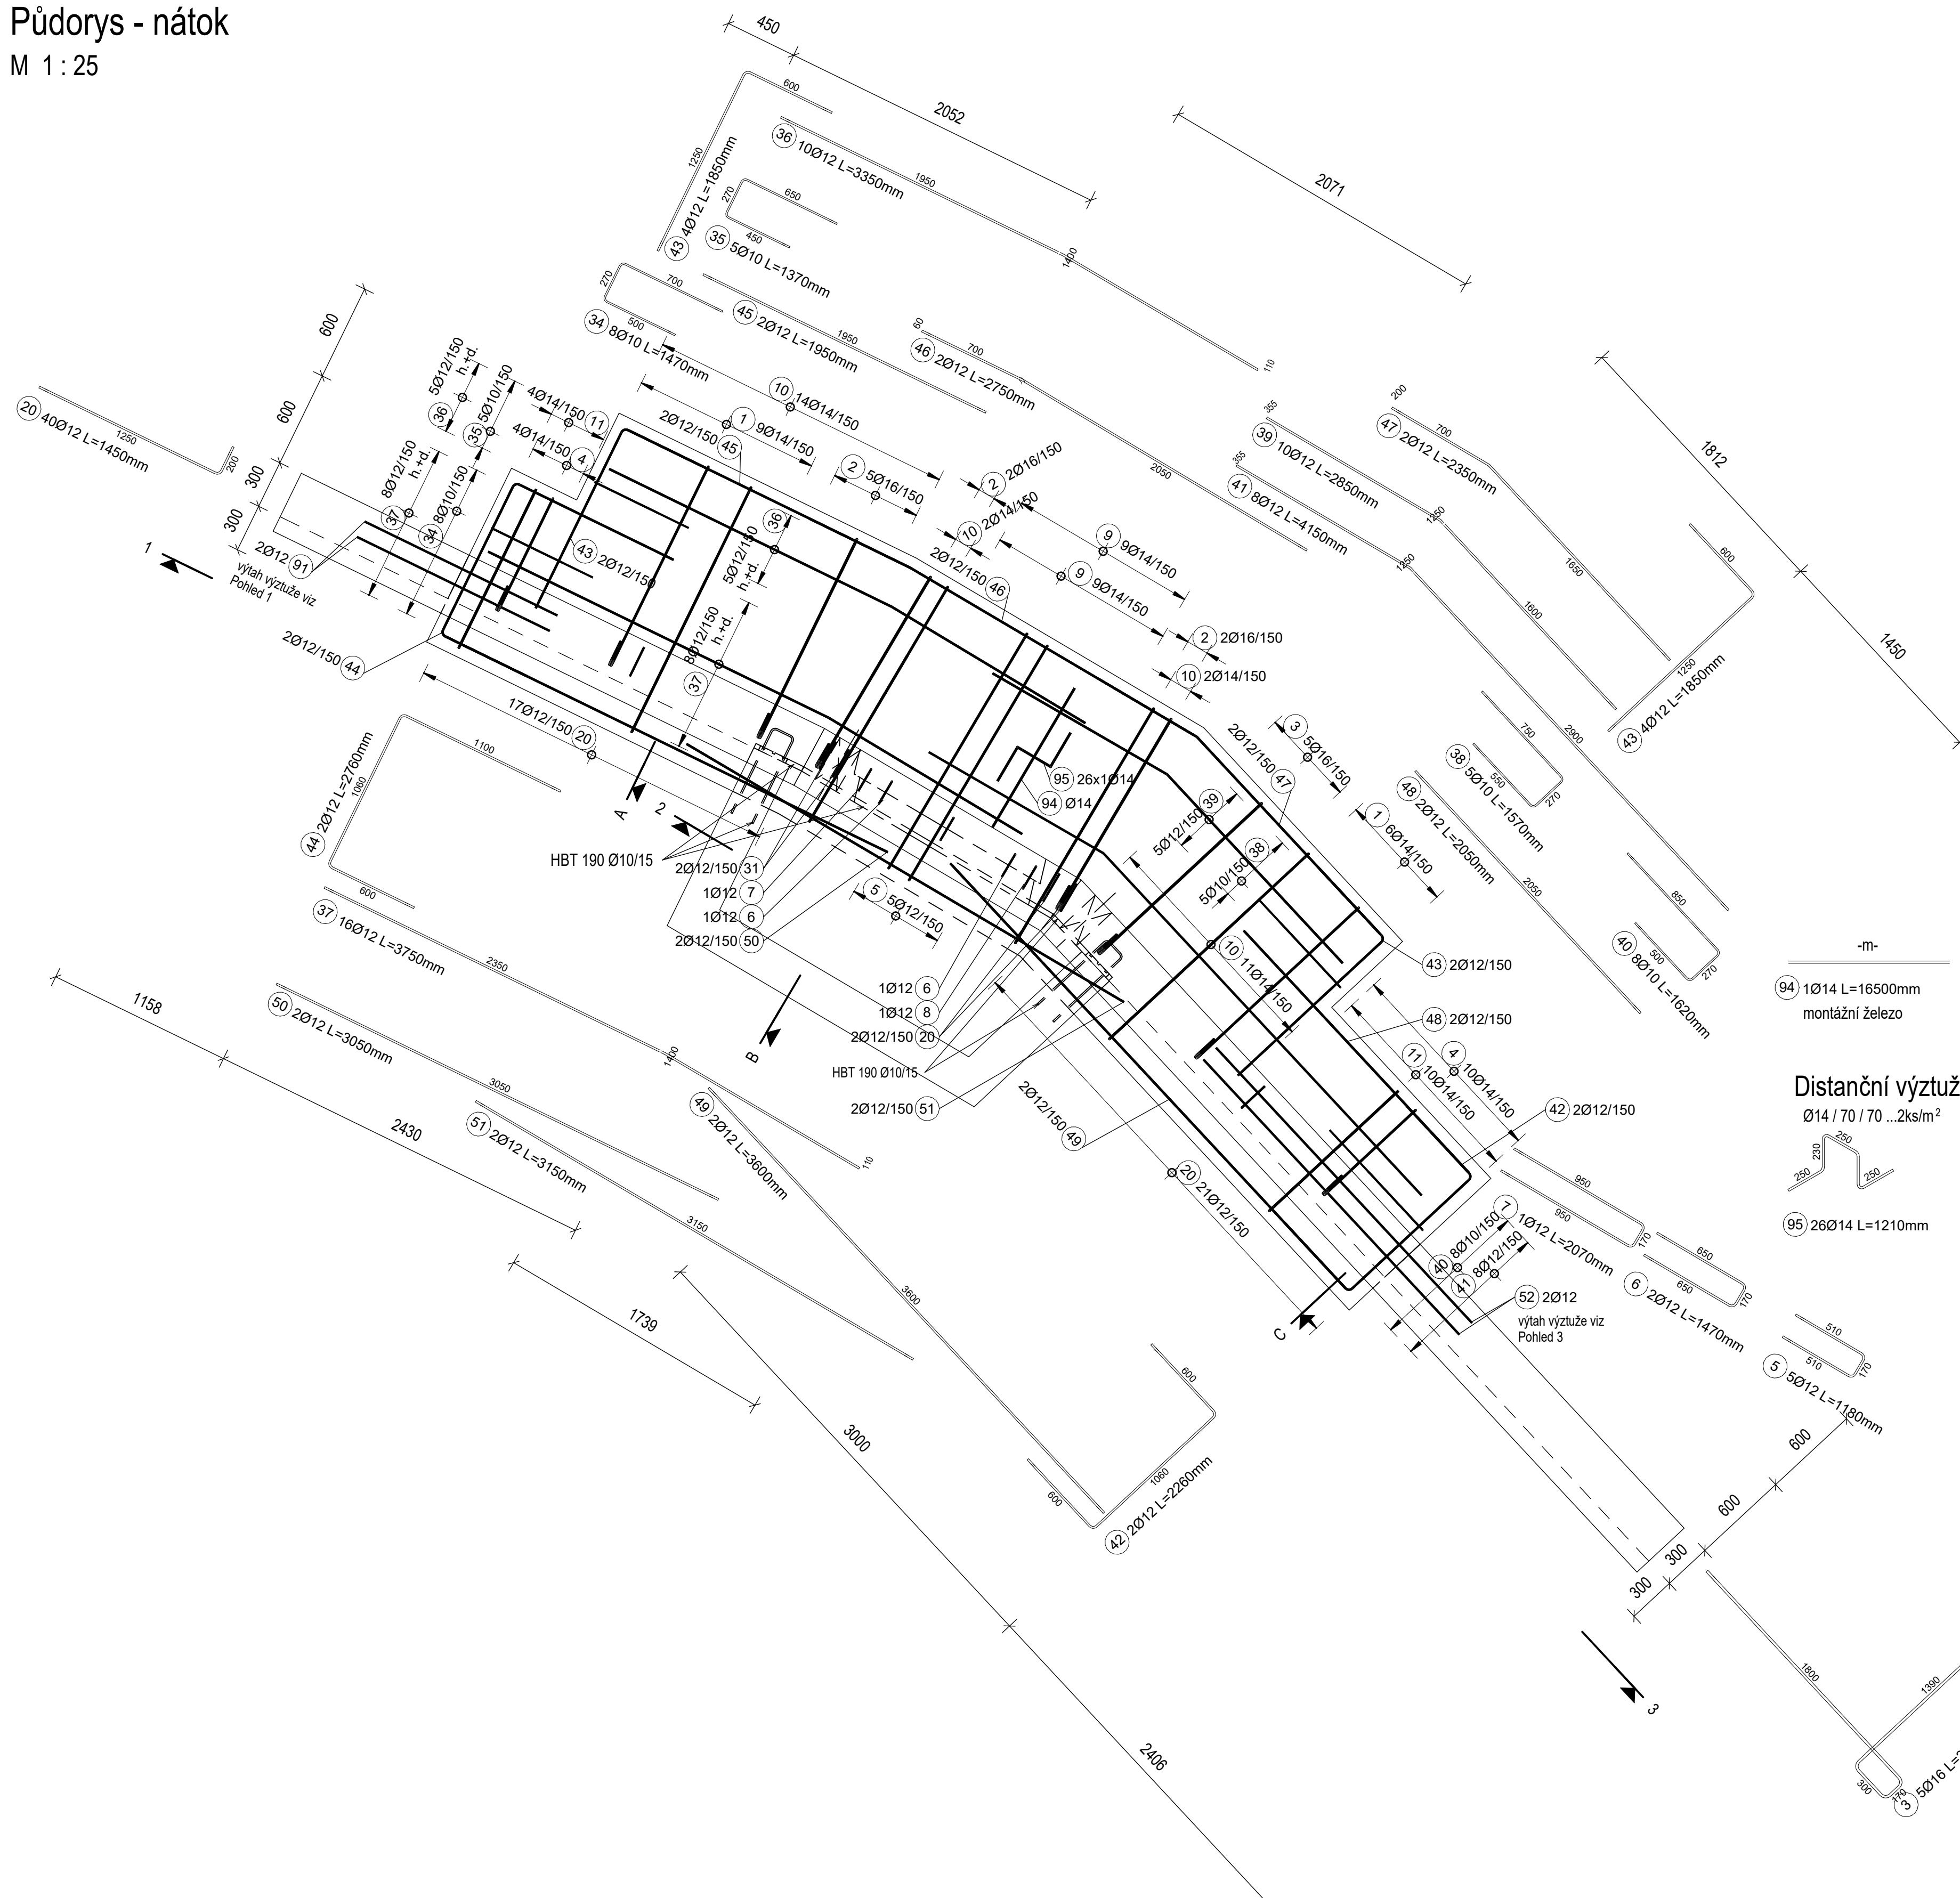 Půdorys - nátok
M 1 : 25
450
2052
2071
1812
1450
600
1250
43 4Ø12 L=1850mm
36 10Ø12 L=3350mm
1950
1400
110
270
650
450
35 5Ø10 L=1370mm
270
700
500
34 8Ø10 L=1470mm
45 2Ø12 L=1950mm
1950
60
700
46 2Ø12 L=2750mm
2050
355
39 10Ø12 L=2850mm
1250
1600
355
41 8Ø12 L=4150mm
1250
2900
200
700
47 2Ø12 L=2350mm
1650
600
1250
43 4Ø12 L=1850mm
600
600
300
300
20 40Ø12 L=1450mm
1250
200
1
2Ø12 91
výtah výztuže viz
Pohled 1
36 5Ø12/150
h.+d.
35 5Ø10/150
37 8Ø12/150
h.+d.
34 8Ø10/150
4Ø14/150 11
4Ø14/150 4
10 14Ø14/150
1 9Ø14/150
2Ø12/150 45
2 5Ø16/150
2 2Ø16/150
10 2Ø14/150
9 9Ø14/150
9 9Ø14/150
2Ø12/150 46
2 2Ø16/150
10 2Ø14/150
43 2Ø12/150
5Ø12/150 36
h.+d.
37 8Ø12/150
h.+d.
2Ø12/150 44
17Ø12/150 20
A
2
HBT 190 Ø10/15
2Ø12/150 31
1Ø12 7
1Ø12 6
2Ø12/150 50
5 5Ø12/150
95 26x1Ø14
94 Ø14
2Ø12/150 47
3 5Ø16/150
1 6Ø14/150
5Ø12/150 39
5Ø10/150 38
10 11Ø14/150
43 2Ø12/150
48 2Ø12/150
4 10Ø14/150
11 10Ø14/150
42 2Ø12/150
1Ø12 6
1Ø12 8
2Ø12/150 20
HBT 190 Ø10/15
2Ø12/150 51
2Ø12/150 49
20 21Ø12/150
B
C
40 8Ø10/150
41 8Ø12/150
52 2Ø12
výtah výztuže viz
Pohled 3
750
550
270
38 5Ø10 L=1570mm
48 2Ø12 L=2050mm
2050
850
500
270
40 8Ø10 L=1620mm
-m-
94 1Ø14 L=16500mm
montážní železo
Distanční výztuž
Ø14 / 70 / 70 ...2ks/m²
250
230
250
250
95 26Ø14 L=1210mm
950
950
170
7 1Ø12 L=2070mm
650
650
170
6 2Ø12 L=1470mm
510
510
170
5 5Ø12 L=1180mm
44 2Ø12 L=2760mm
1100
1060
600
37 16Ø12 L=3750mm
2350
1400
110
50 2Ø12 L=3050mm
3050
51 2Ø12 L=3150mm
3150
49 2Ø12 L=3600mm
3600
1158
2430
1739
3000
2406
600
1060
600
42 2Ø12 L=2260mm
600
600
300
300
3
1800
1390
300
170
3 5Ø16